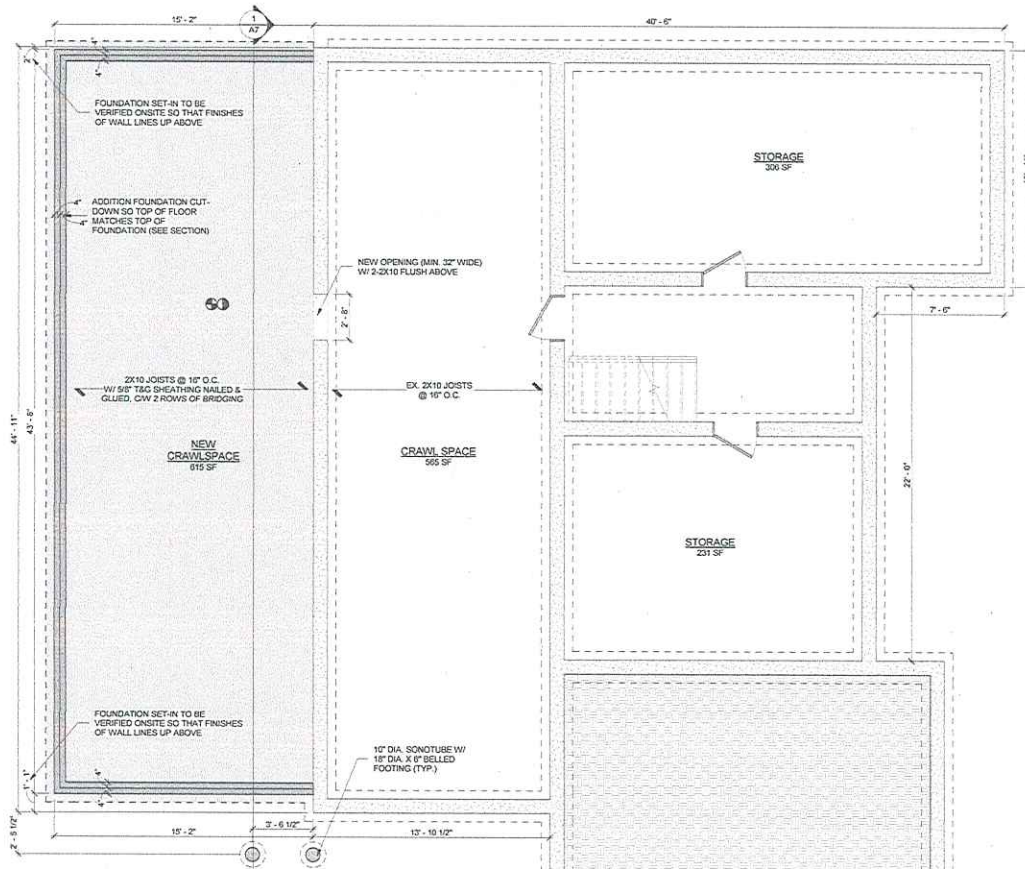 15' - 2"
1
A7
40' - 6"
2"
4"
4"
FOUNDATION SET-IN TO BE
VERIFIED ONSITE SO THAT FINISHES
OF WALL LINES UP ABOVE
STORAGE
306 SF
4"
4"
ADDITION FOUNDATION CUT-
DOWN SO TOP OF FLOOR
MATCHES TOP OF
FOUNDATION (SEE SECTION)
NEW OPENING (MIN. 32" WIDE)
W/ 2-2X10 FLUSH ABOVE
2' - 8"
7' - 6"
2X10 JOISTS @ 16" O.C.
W/ 5/8" T&G SHEATHING NAILED &
GLUED, C/W 2 ROWS OF BRIDGING
EX. 2X10 JOISTS
@ 16" O.C.
44' - 11"
43' - 8"
NEW
CRAWLSPACE
615 SF
CRAWL SPACE
565 SF
22' - 0"
STORAGE
231 SF
FOUNDATION SET-IN TO BE
VERIFIED ONSITE SO THAT FINISHES
OF WALL LINES UP ABOVE
10" DIA. SONOTUBE W/
18" DIA. X 6" BELLED
FOOTING (TYP.)
4"
4"
1' - 1"
2' - 5 1/2"
15' - 2"
3' - 6 1/2"
13' - 10 1/2"